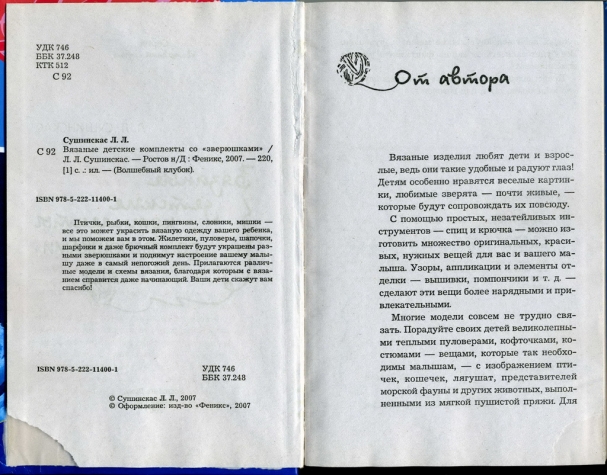 УДК 746
ББК 37.248
КТК 512
С 92
Сушинскас Л. Л.
С 92 Вязаные детские комплекты со «зверюшками» /
Л. Л. Сушинскас. — Ростов н/Д : Феникс, 2007. — 220,
[1] с. : ил — (Волшебный клубок).
ISBN 978-5-222-11400-1
Птички, рыбки, кошки, пингвины, слоники, мишки —
все это может украсить вязаную одежду вашего ребенка,
и мы поможем вам в этом. Жилетики, пуловеры, шапочки,
шарфики и даже брючный комплект будут украшены раз-
ными зверюшками и поднимут настроение вашему малы-
шу даже в самый непогожий день. Прилагаются различ-
ные модели и схемы вязания, благодаря которым с вяза-
нием справится даже начинающий. Ваши дети скажут вам
спасибо!
ISBN 978-5-222-11400-1
УДК 746
ББК 37.248
© Сушинскас Л. Л., 2007
© Оформление: изд-во «Феникс», 2007
От автора
Вязаные изделия любят дети и взрос-
лые, ведь они такие удобные и радуют глаз!
Детям особенно нравятся веселые картин-
ки, любимые зверята — почти живые, —
которые будут сопровождать их повсюду.
С помощью простых, незатейливых ин-
струментов — спиц и крючка — можно из-
готовить множество оригинальных, краси-
вых, нужных вещей для вас и вашего ма-
лыша. Узоры, аппликации и элементы от-
делки — вышивки, помпончики и т. д. —
сделают эти вещи более нарядными и при-
влекательными.
Многие модели совсем не трудно свя-
зать. Порадуйте своих детей великолепны-
ми теплыми пуловерами, кофточками, ко-
стюмами — вещами, которые так необхо-
димы малышам, — с изображением пти-
чек, кошечек, лягушат, представителей
морской фауны и других животных, выпол-
ненными из мягкой пушистой пряжи. Для